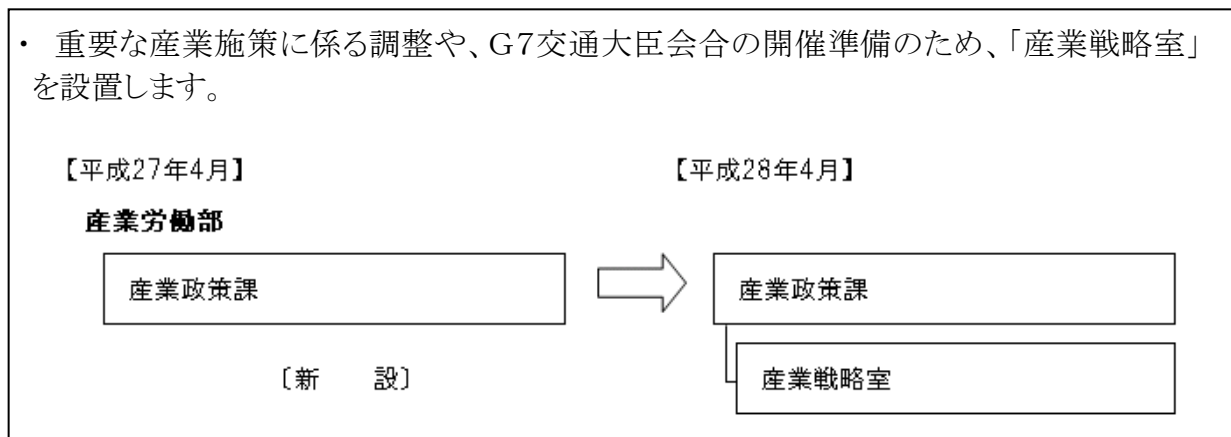 ・ 重要な産業施策に係る調整や、G7交通大臣会合の開催準備のため、「産業戦略室」
を設置します。
【平成27年4月】 【平成28年4月】
産業労働部
産業政策課 産業政策課
〔新 設〕 産業戦略室